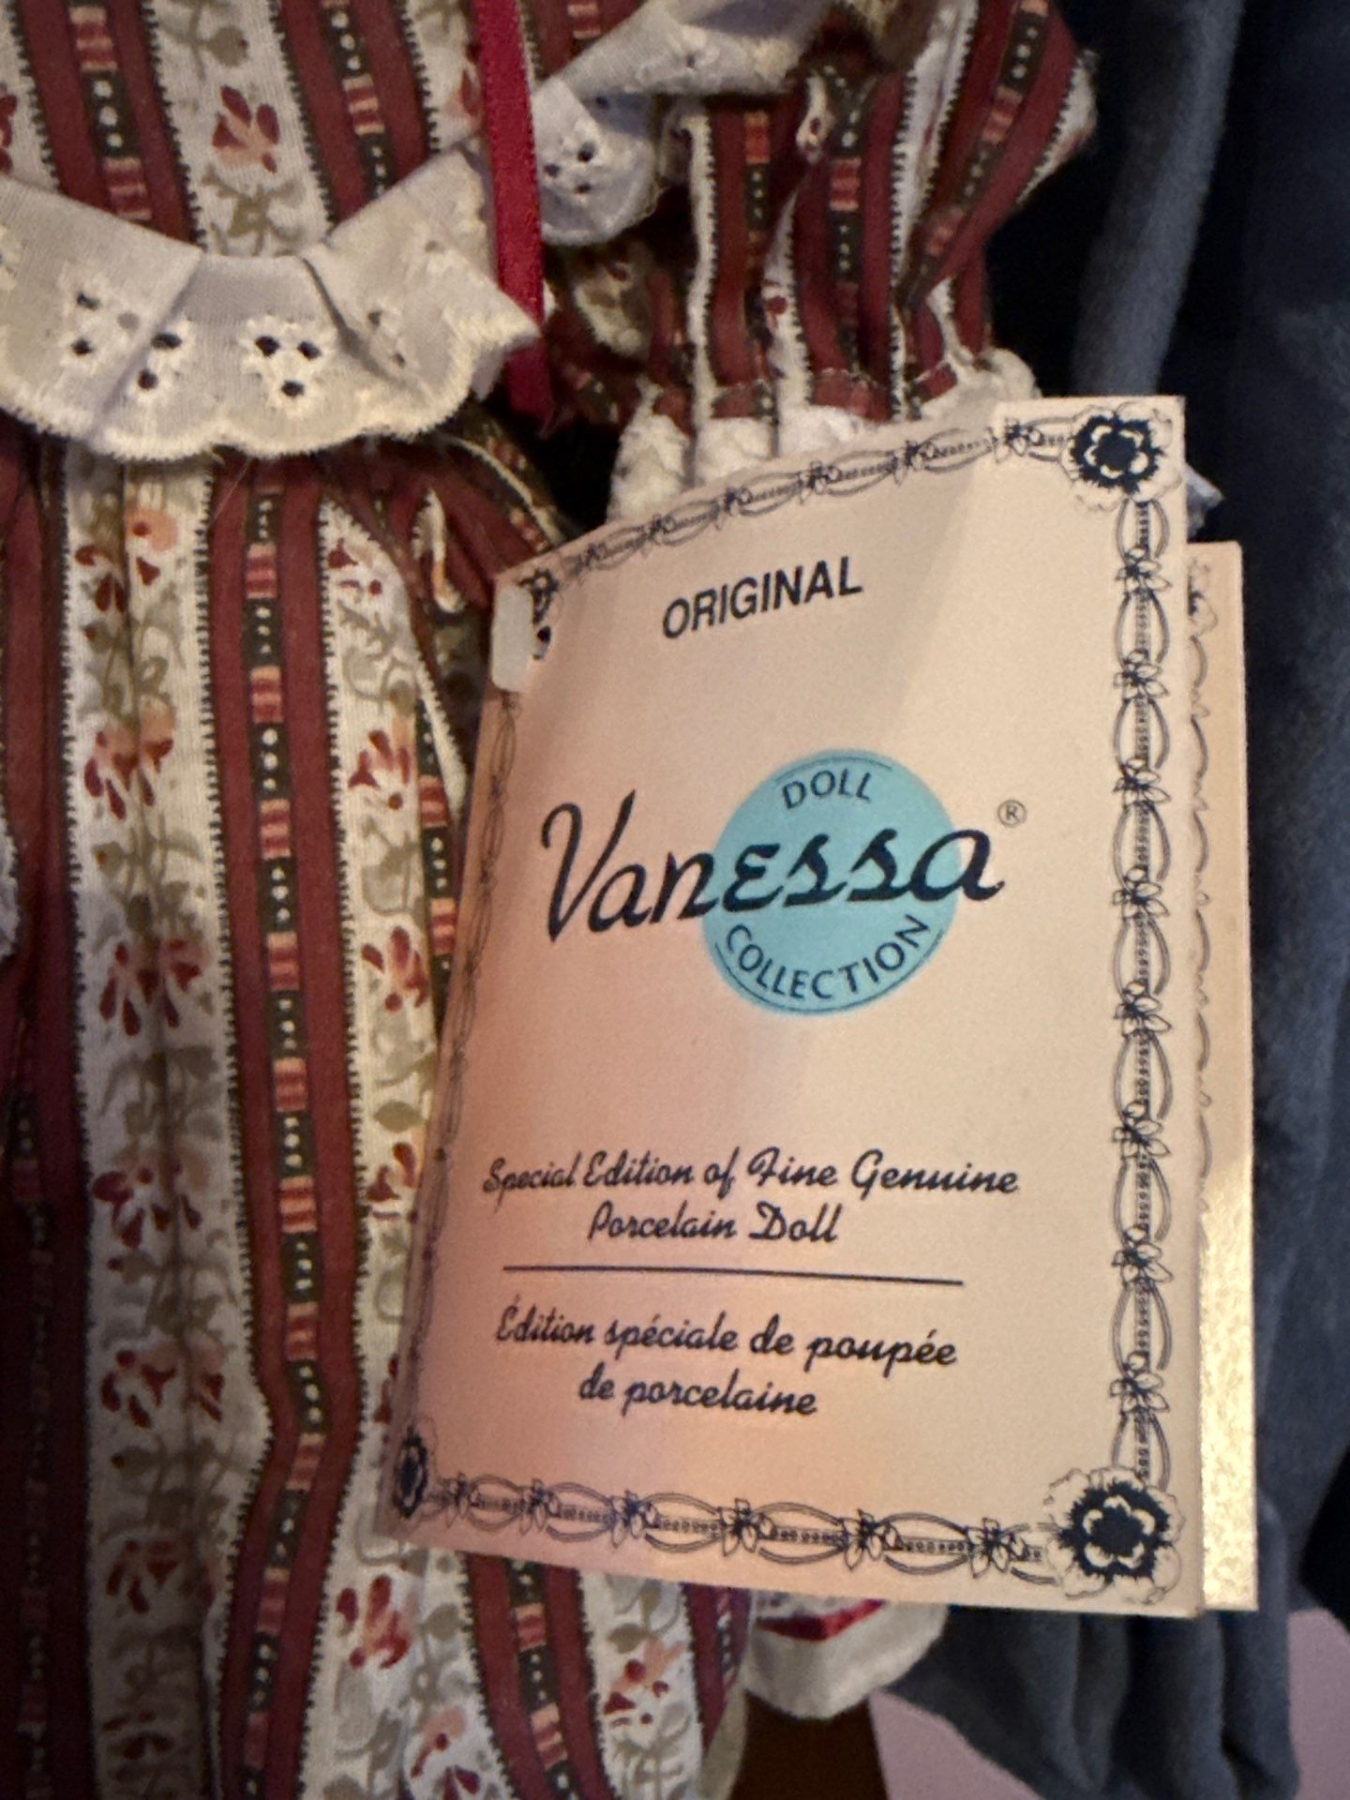 ORIGINAL
DOLL
Vanessa®
COLLECTION
Special Edition of Fine Genuine
Porcelain Doll
Édition spéciale de poupée
de porcelaine